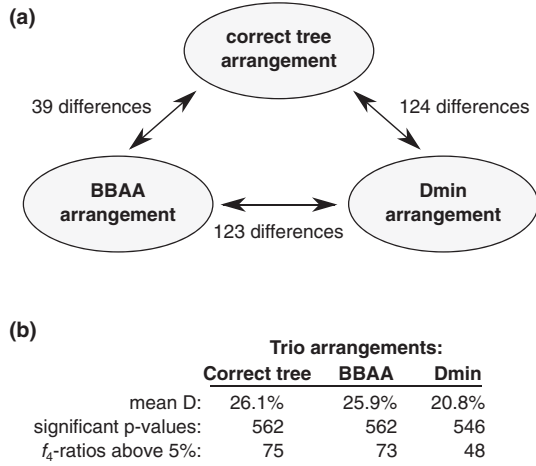 (a)
correct tree
arrangement
39 differences
124 differences
BBAA
arrangement
Dmin
arrangement
123 differences
(b)
Trio arrangements:
Correct tree BBAA Dmin
mean D: 26.1% 25.9% 20.8%
significant p-values: 562 562 546
f4-ratios above 5%: 75 73 48